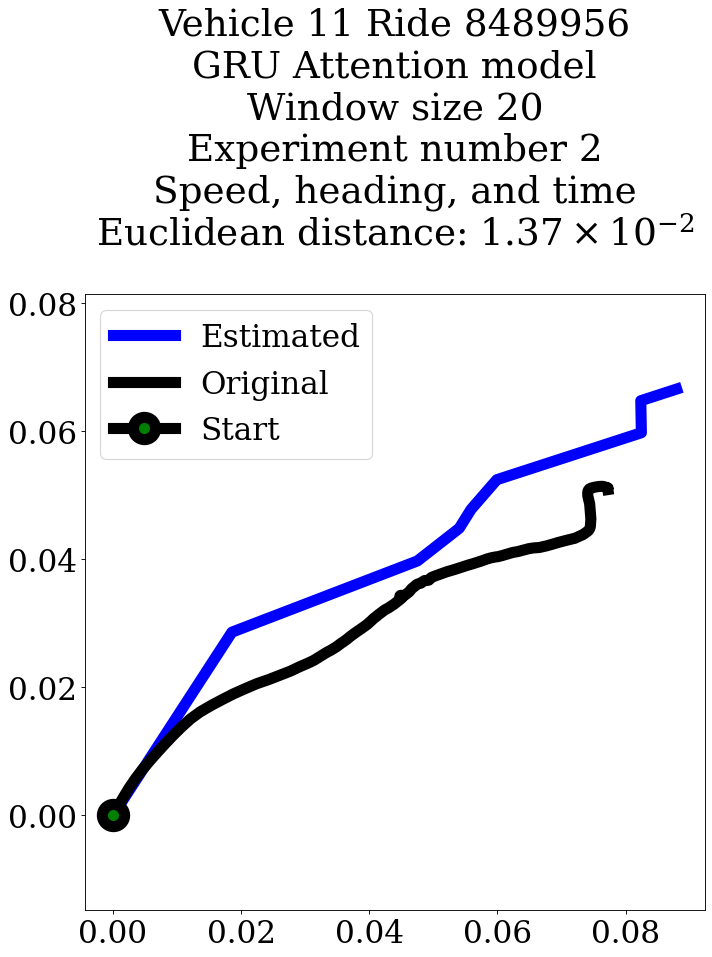 Vehicle 11 Ride 8489956
GRU Attention model
Window size 20
Experiment number 2
Speed, heading, and time
Euclidean distance: 1.37 × 10⁻²
Estimated
Original
Start
0.08
0.06
0.04
0.02
0.00
0.00 0.02 0.04 0.06 0.08